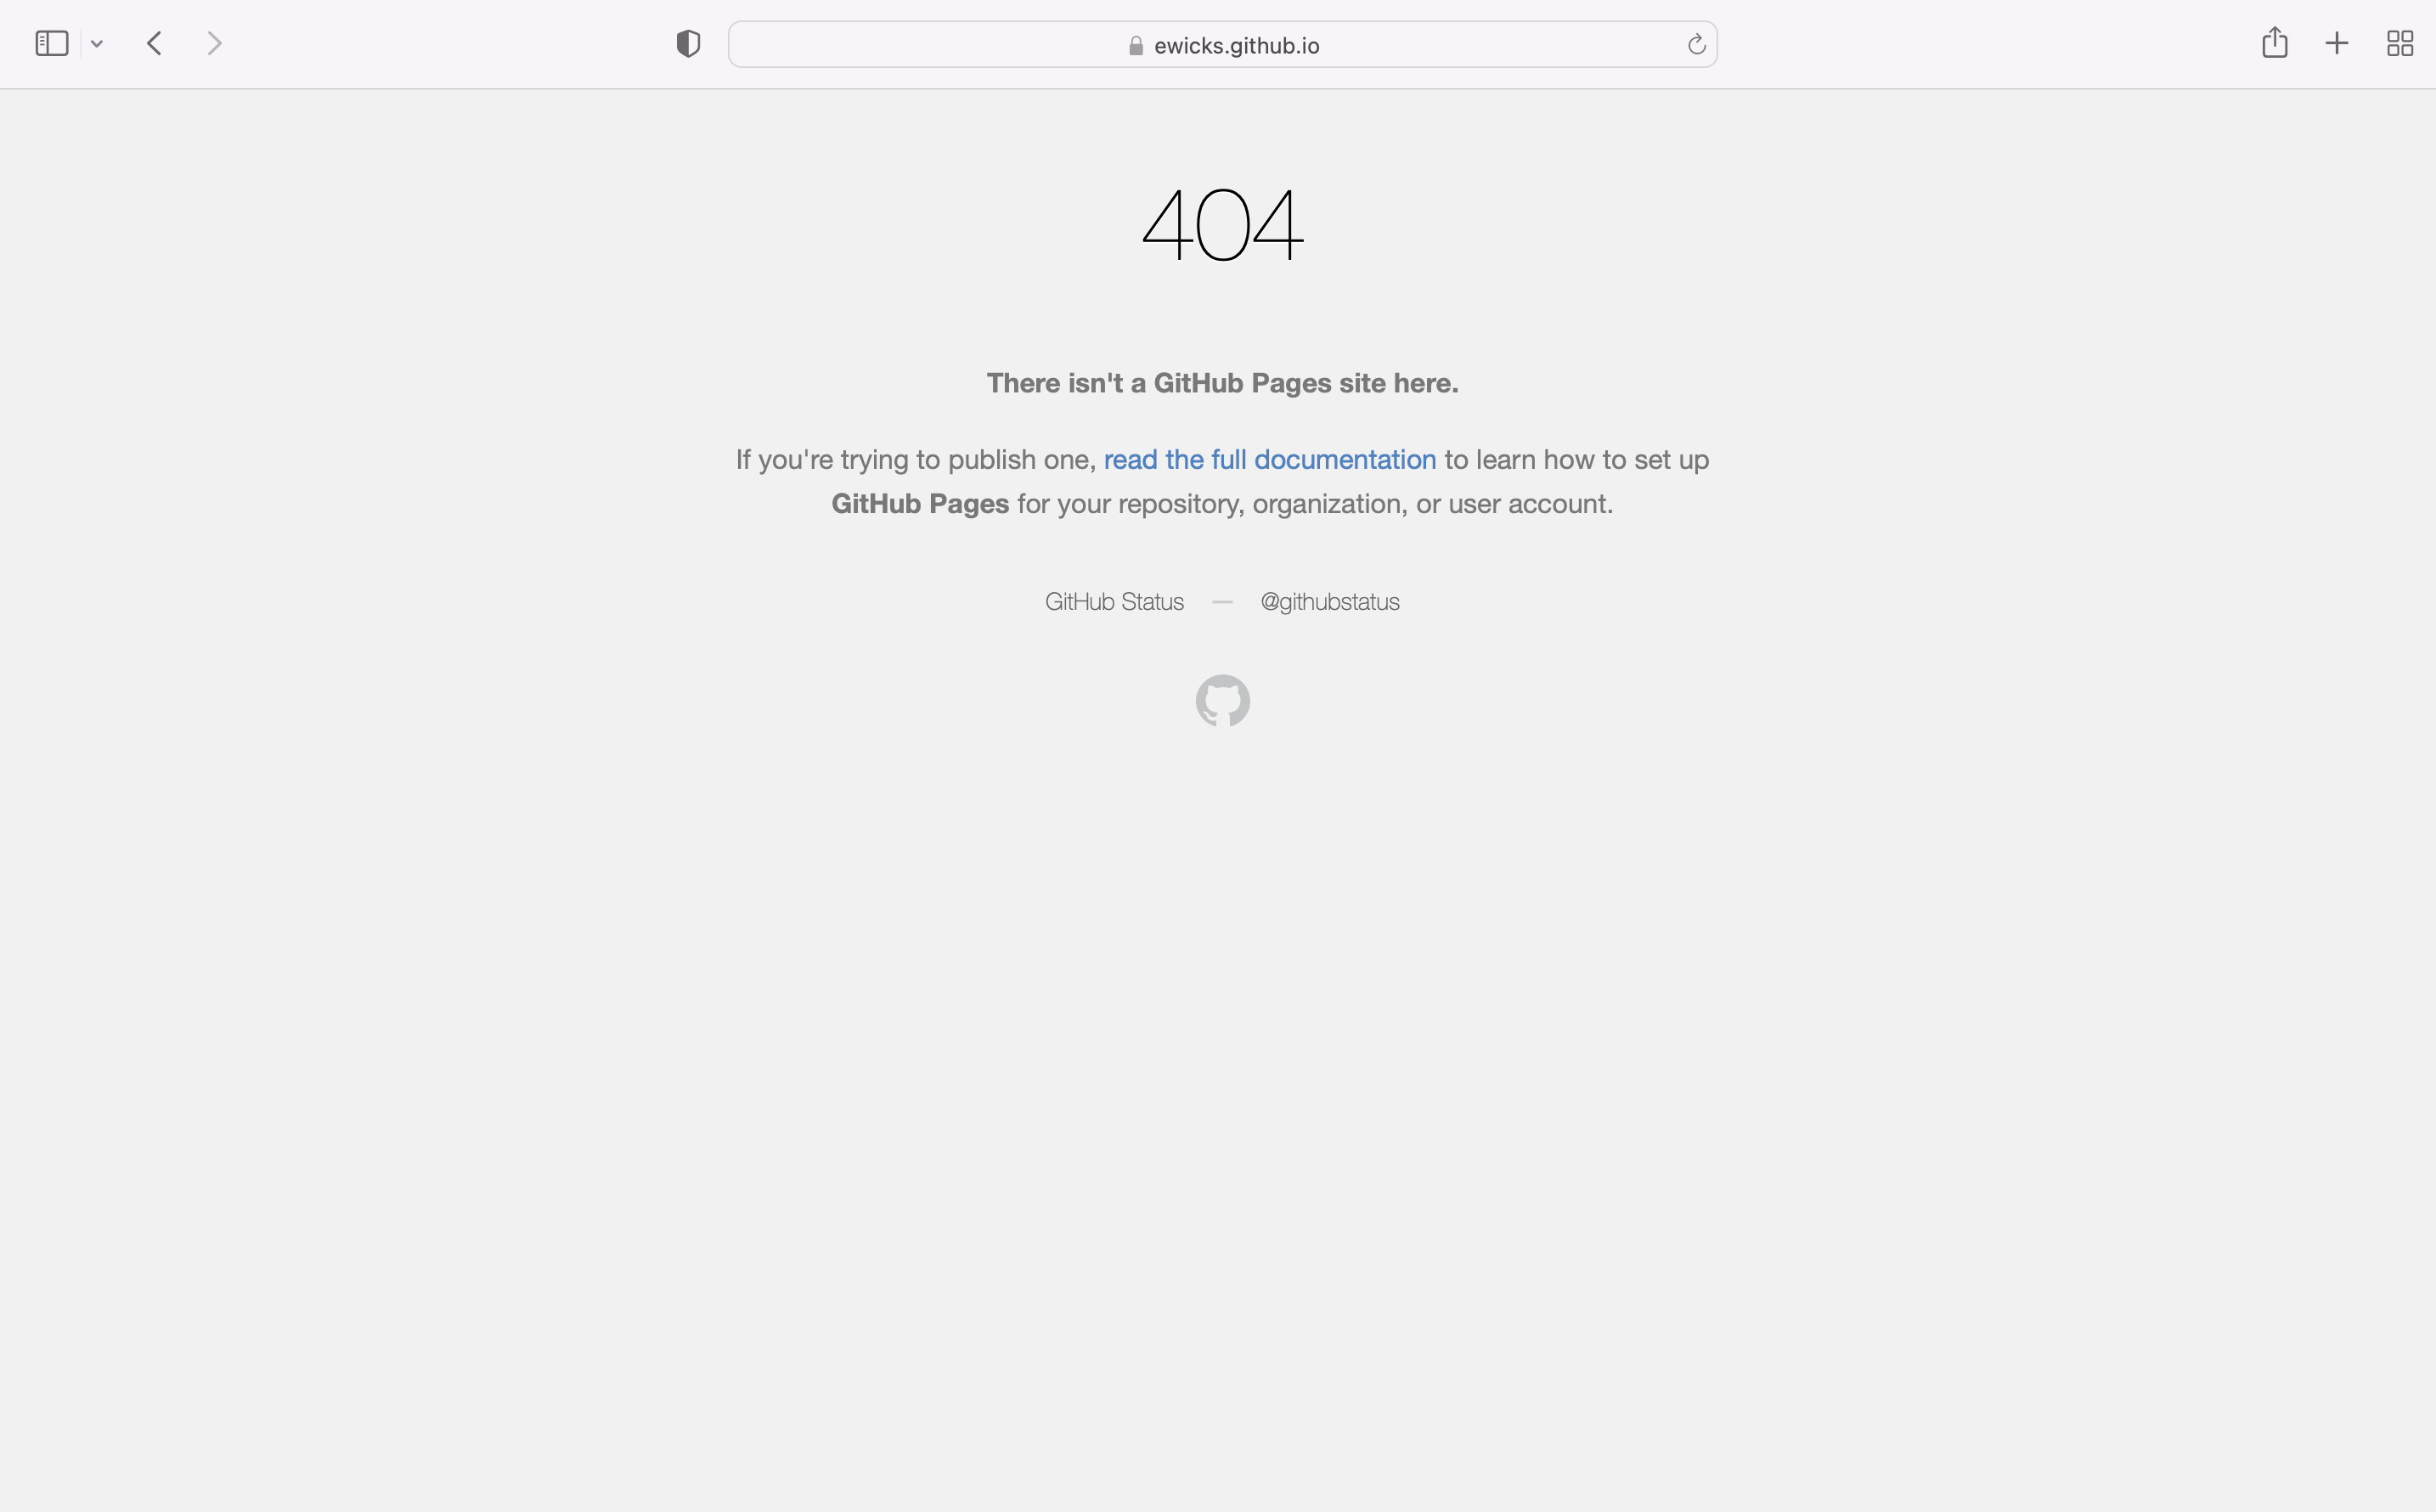 ewicks.github.io
404
There isn't a GitHub Pages site here.
If you're trying to publish one, read the full documentation to learn how to set up
GitHub Pages for your repository, organization, or user account.
GitHub Status — @githubstatus